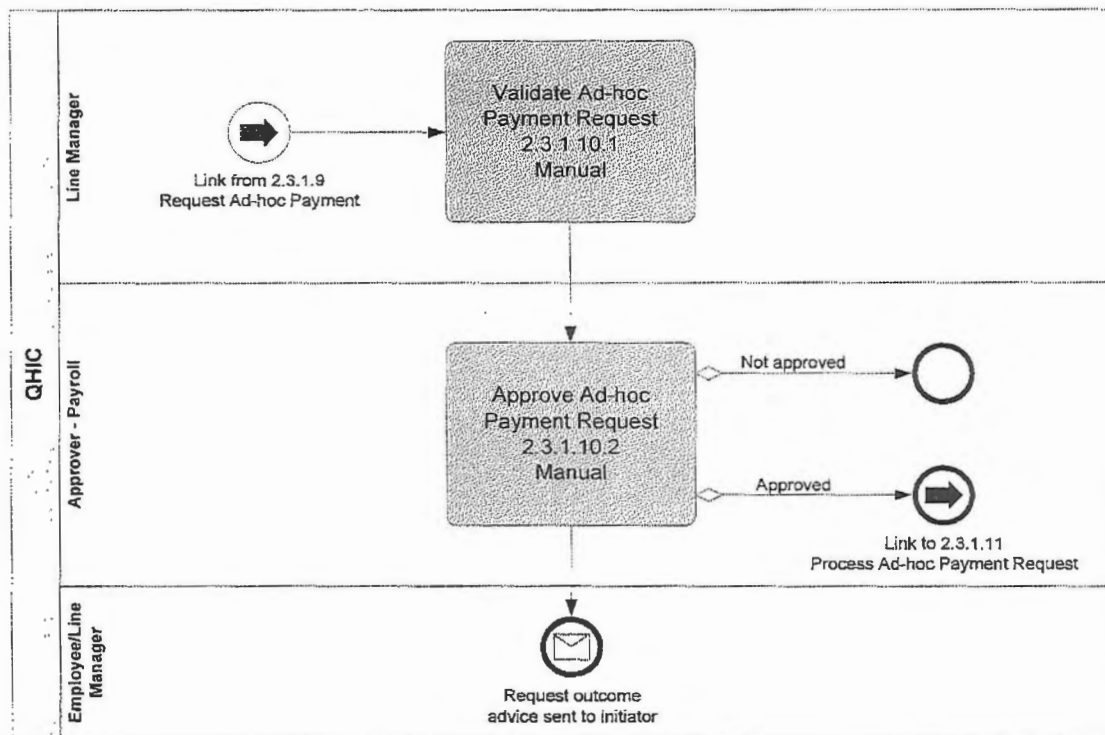 QHIC
Line Manager
Link from 2.3.1.9
Request Ad-hoc Payment
Validate Ad-hoc
Payment Request
2.3.1.10.1
Manual
Approver - Payroll
Approve Ad-hoc
Payment Request
2.3.1.10.2
Manual
Not approved
Approved
Link to 2.3.1.11
Process Ad-hoc Payment Request
Employee/Line
Manager
Request outcome
advice sent to initiator